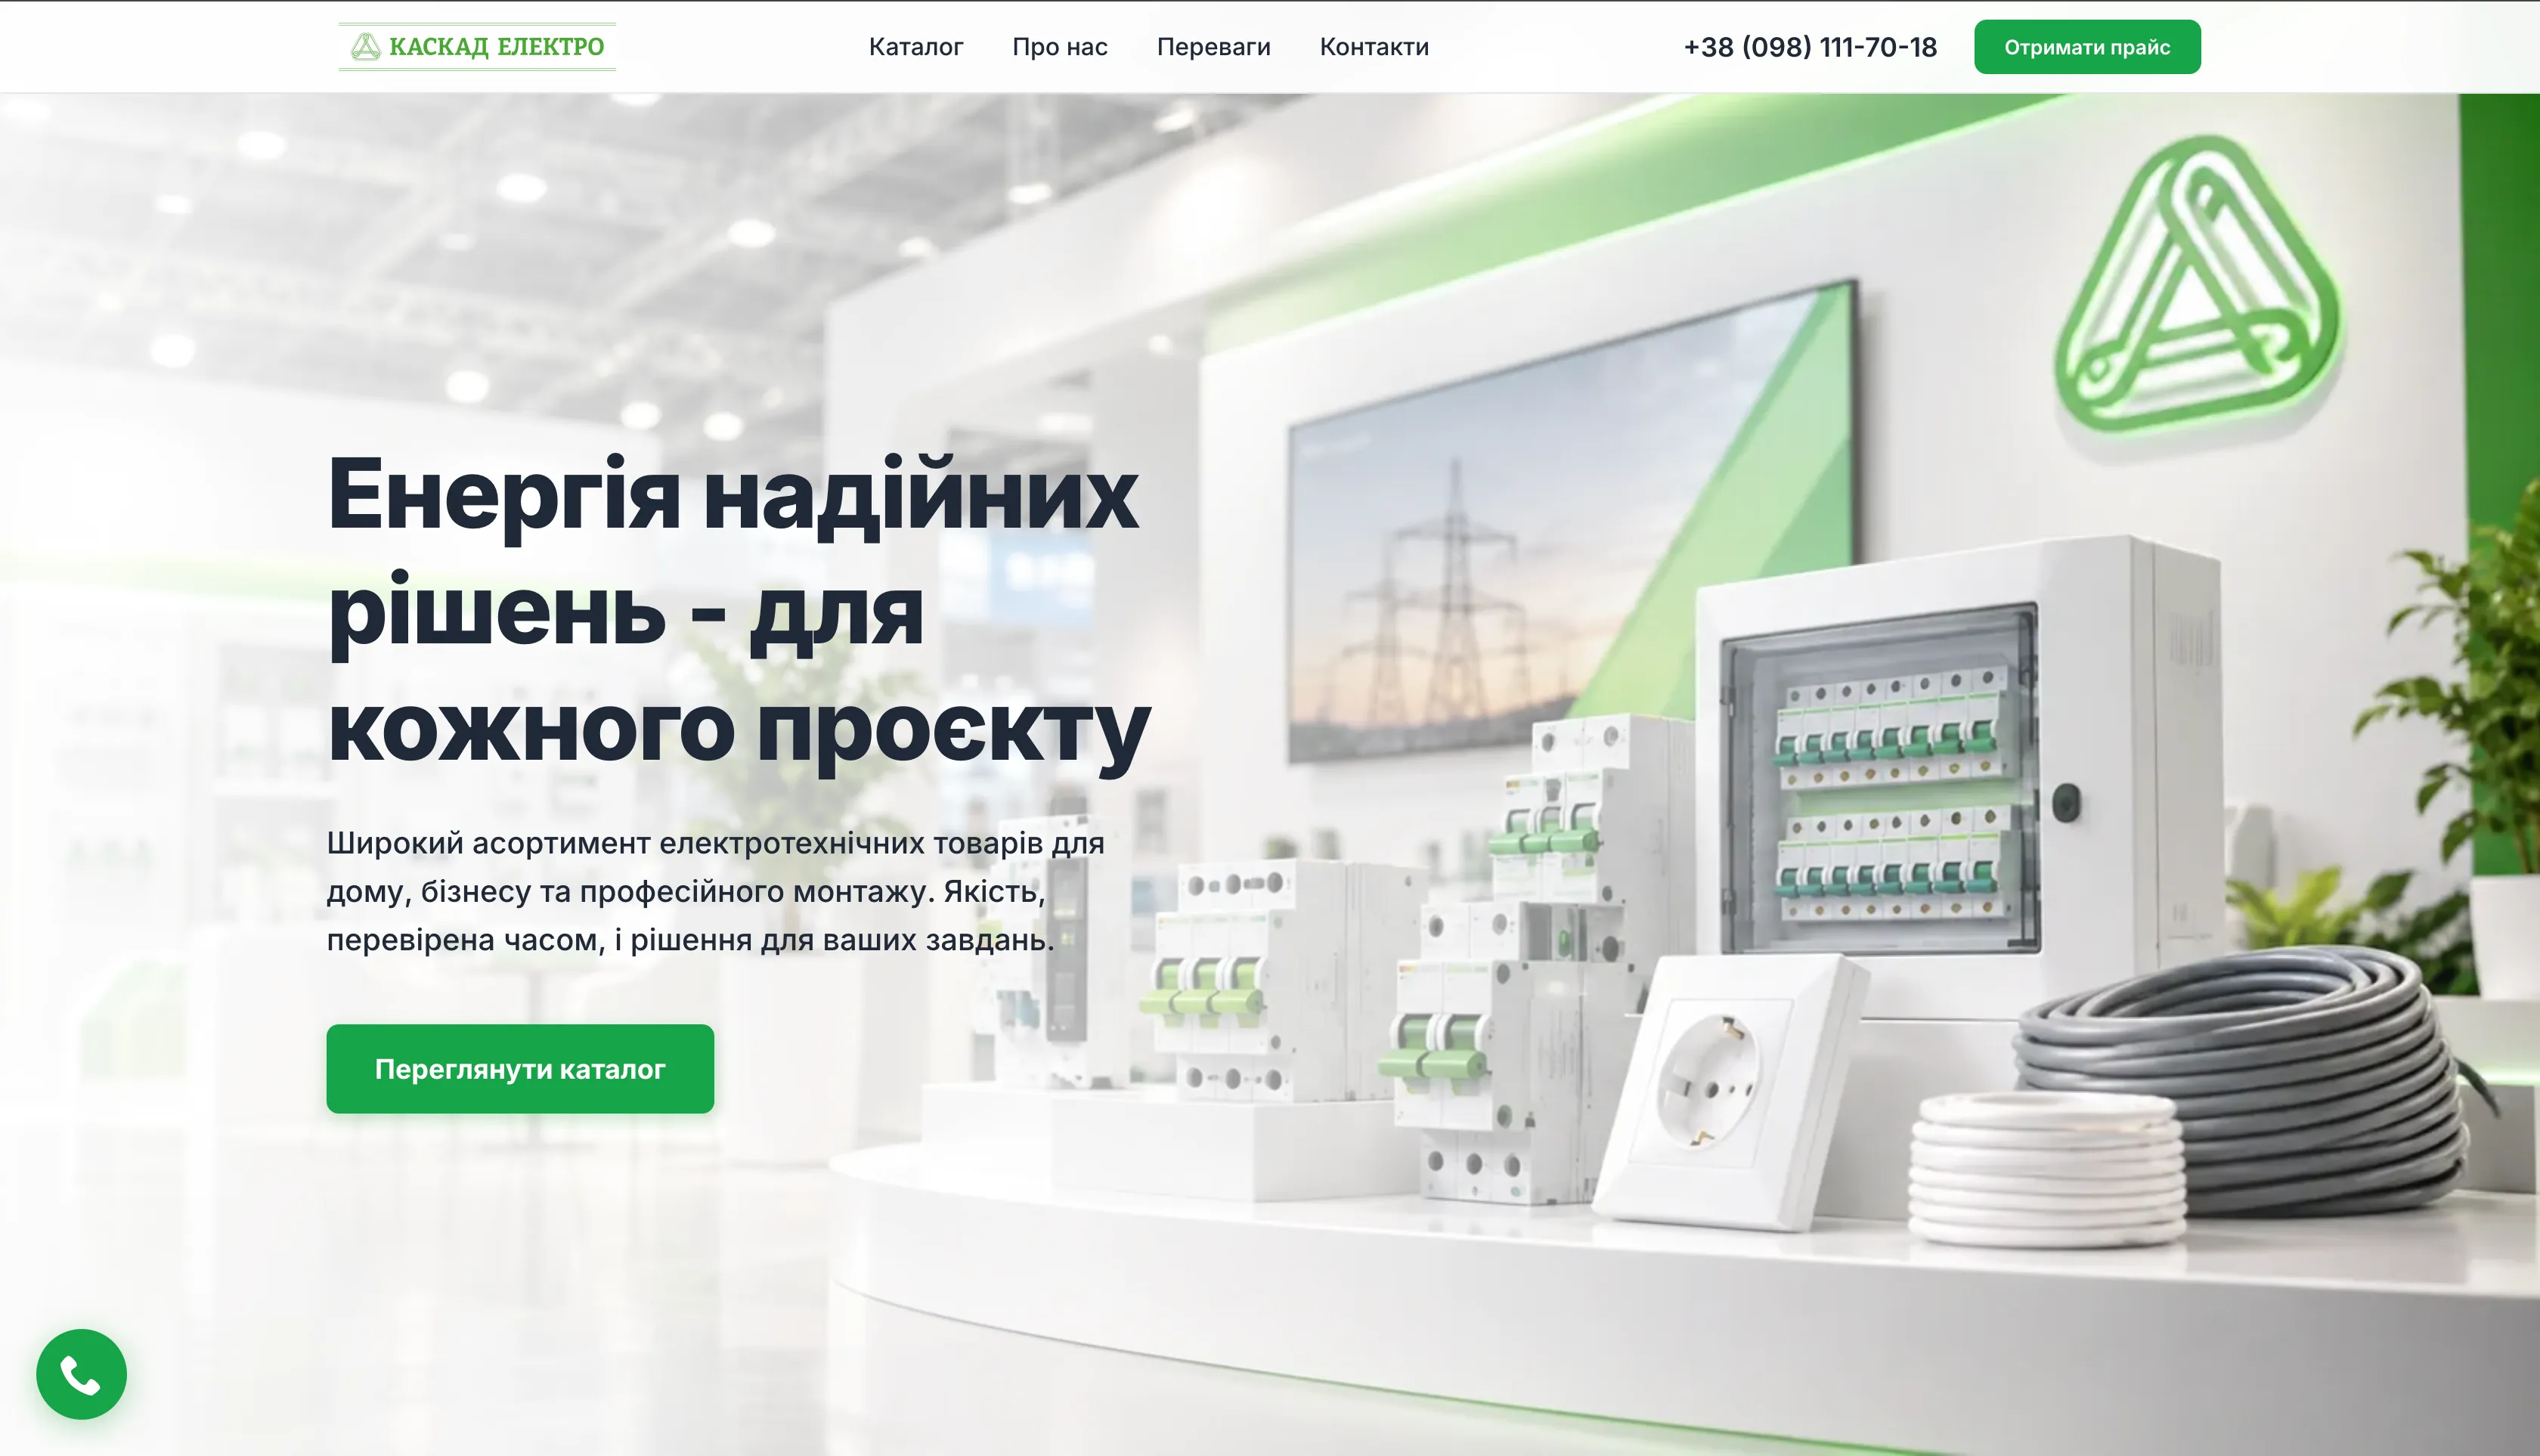 КАСКАД ЕЛЕКТРО
Каталог
Про нас
Переваги
Контакти
+38 (098) 111-70-18
Отримати прайс
Енергія надійних
рішень - для
кожного проєкту
Широкий асортимент електротехнічних товарів для
дому, бізнесу та професійного монтажу. Якість,
перевірена часом, і рішення для ваших завдань.
Переглянути каталог